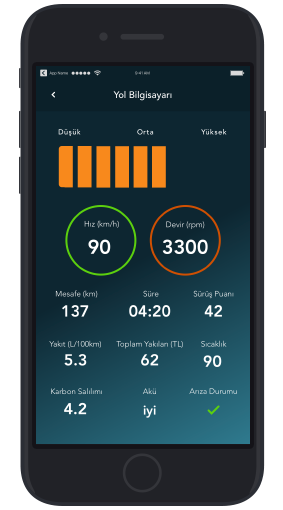 App Name 9:41 AM
Yol Bilgisayarı
Düşük Orta Yüksek
Hız (km/h) Devir (rpm)
90 3300
Mesafe (km) Süre Sürüş Puanı
137 04:20 42
Yakıt (L/100km) Toplam Yakılan (TL) Sıcaklık
5.3 62 90
Karbon Salılımı Akü Arıza Durumu
4.2 iyi